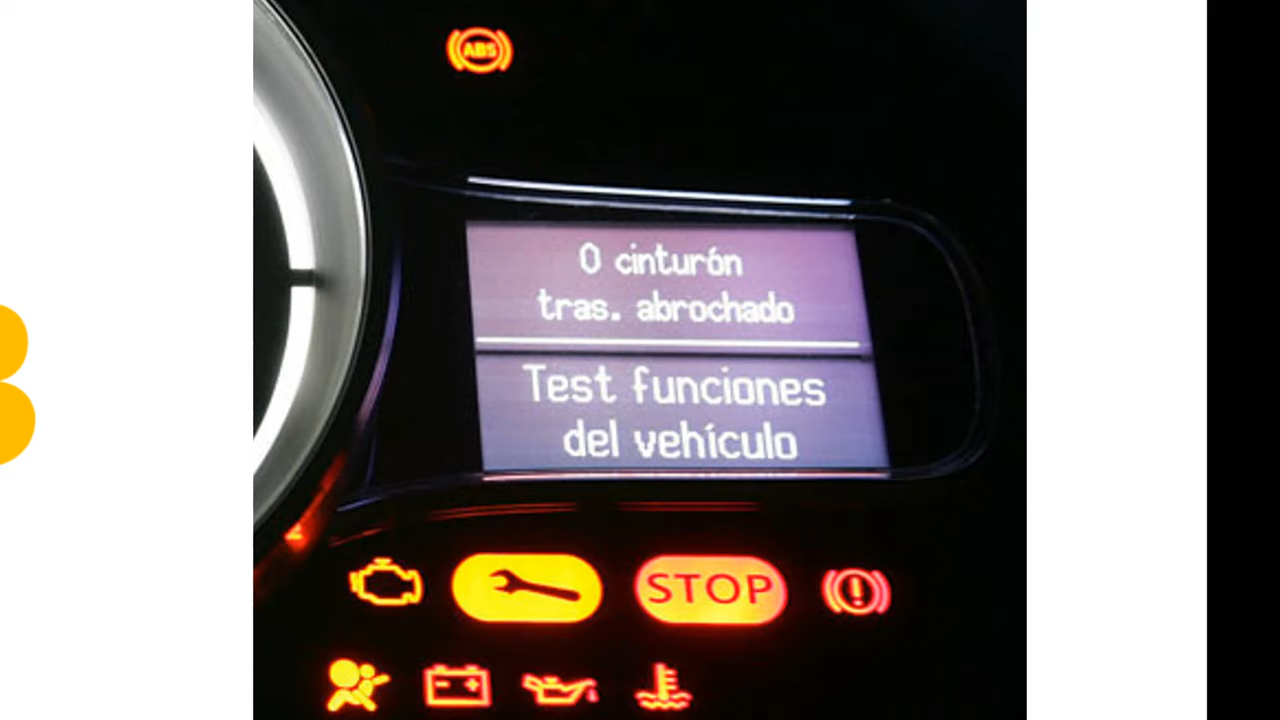 ABS
0 cinturón
tras. abrochado
Test funciones
del vehículo
STOP